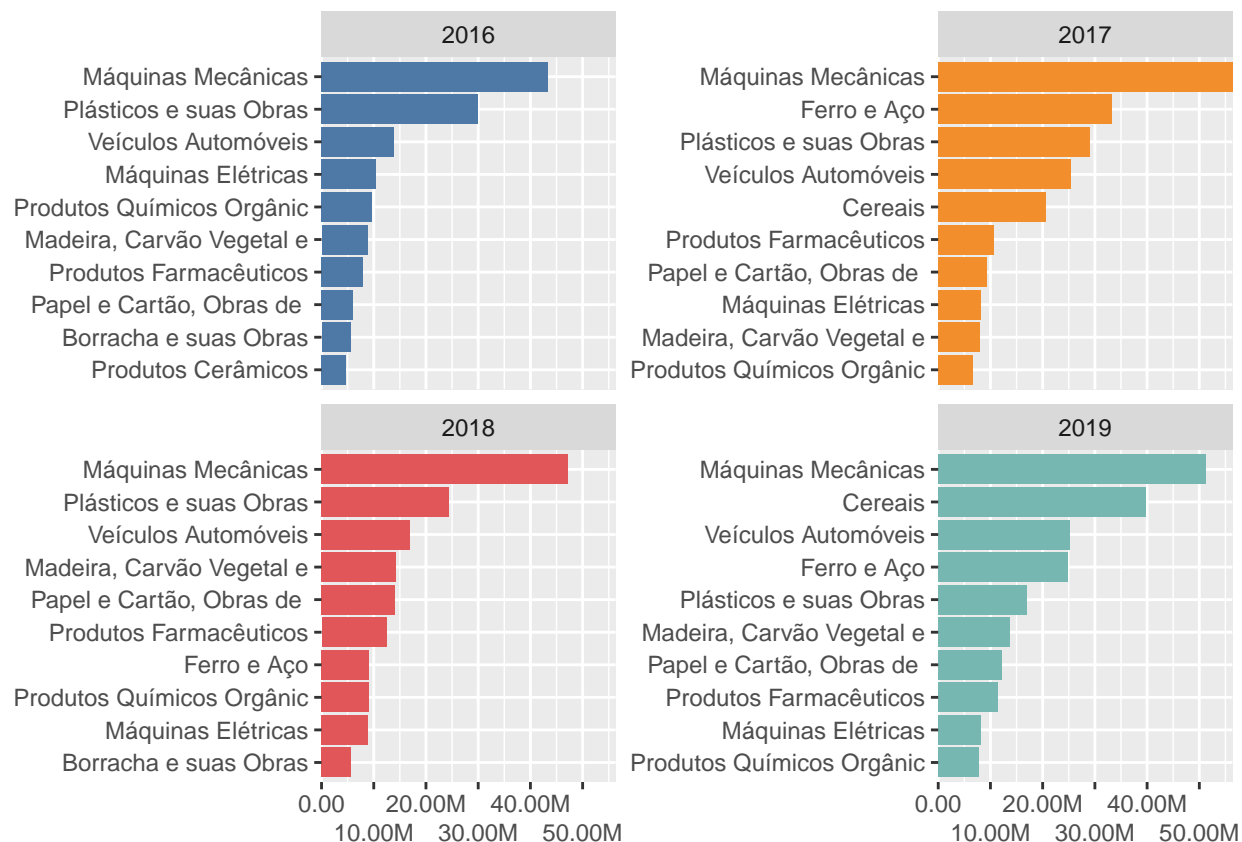 2016
Máquinas Mecânicas
Plásticos e suas Obras
Veículos Automóveis
Máquinas Elétricas
Produtos Químicos Orgânic
Madeira, Carvão Vegetal e
Produtos Farmacêuticos
Papel e Cartão, Obras de
Borracha e suas Obras
Produtos Cerâmicos
2017
Máquinas Mecânicas
Ferro e Aço
Plásticos e suas Obras
Veículos Automóveis
Cereais
Produtos Farmacêuticos
Papel e Cartão, Obras de
Máquinas Elétricas
Madeira, Carvão Vegetal e
Produtos Químicos Orgânic
2018
Máquinas Mecânicas
Plásticos e suas Obras
Veículos Automóveis
Madeira, Carvão Vegetal e
Papel e Cartão, Obras de
Produtos Farmacêuticos
Ferro e Aço
Produtos Químicos Orgânic
Máquinas Elétricas
Borracha e suas Obras
0.00 20.00M 40.00M
10.00M 30.00M 50.00M
2019
Máquinas Mecânicas
Cereais
Veículos Automóveis
Ferro e Aço
Plásticos e suas Obras
Madeira, Carvão Vegetal e
Papel e Cartão, Obras de
Produtos Farmacêuticos
Máquinas Elétricas
Produtos Químicos Orgânic
0.00 20.00M 40.00M
10.00M 30.00M 50.00M